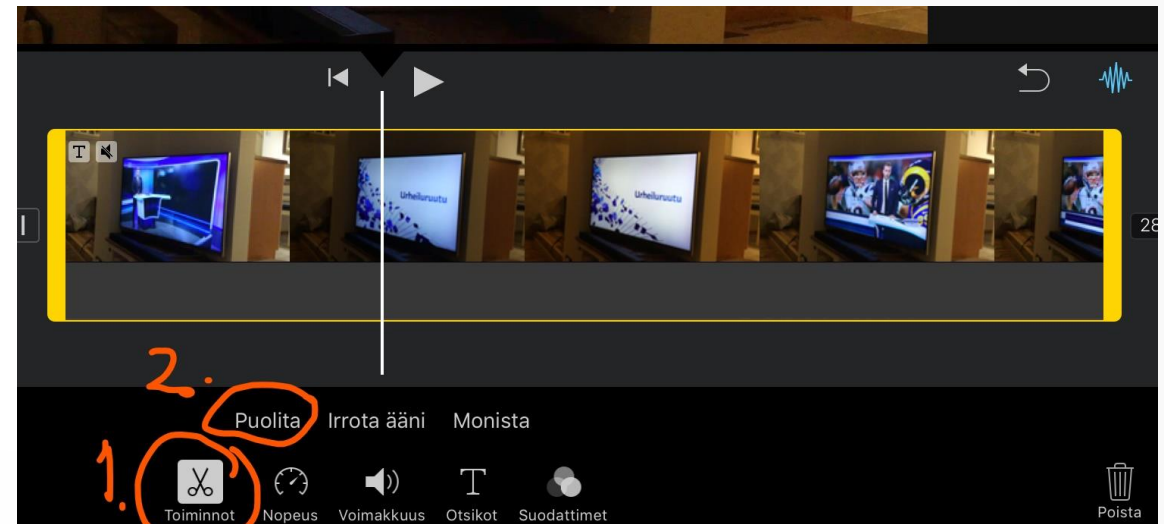 T
Urheiluruutu
Urheiluruutu
28
2.
Puolita Irrota ääni Monista
1.
Toiminnot Nopeus Voimakkuus Otsikot Suodattimet Poista